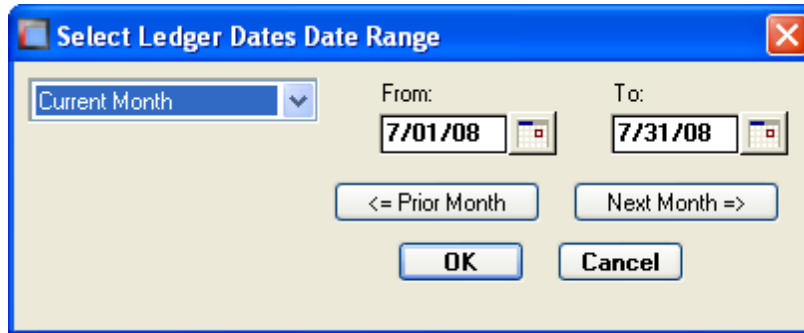 Select Ledger Dates Date Range
Current Month
From:
To:
7/01/08
7/31/08
<= Prior Month
Next Month =>
OK
Cancel